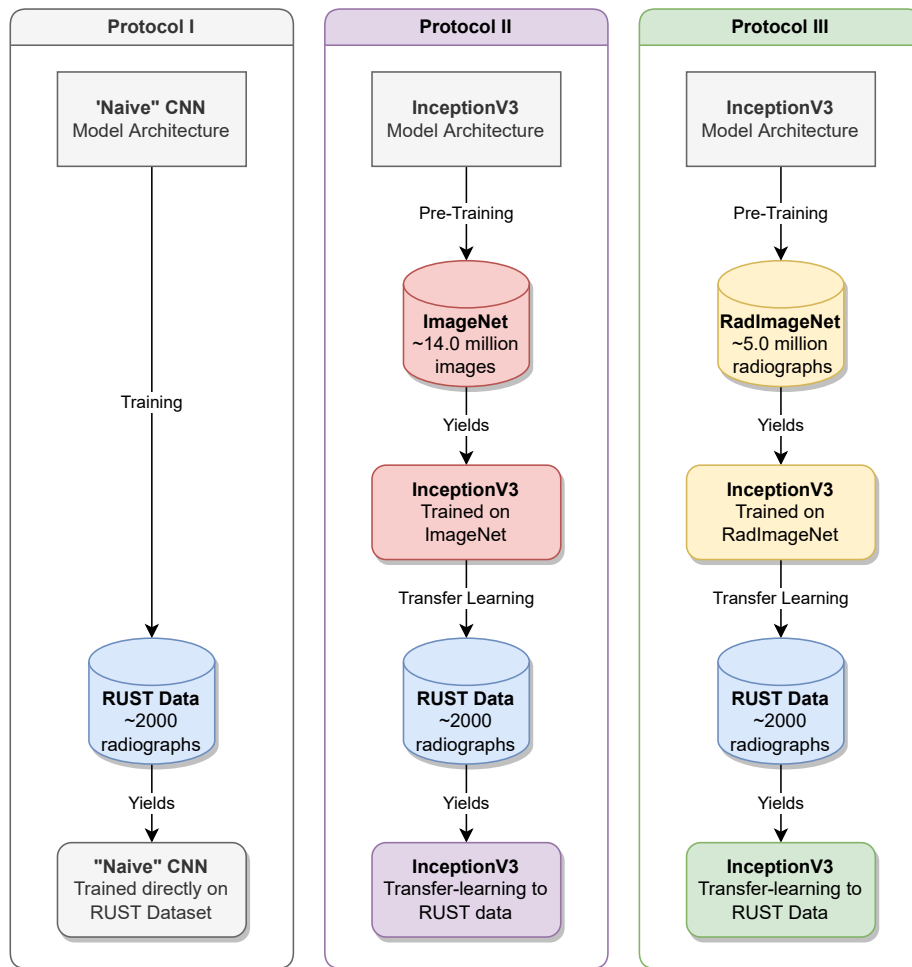 Protocol I
'Naive" CNN
Model Architecture
Training
RUST Data
~2000
radiographs
Yields
"Naive" CNN
Trained directly on
RUST Dataset
Protocol II
InceptionV3
Model Architecture
Pre-Training
ImageNet
~14.0 million
images
Yields
InceptionV3
Trained on
ImageNet
Transfer Learning
RUST Data
~2000
radiographs
Yields
InceptionV3
Transfer-learning to
RUST data
Protocol III
InceptionV3
Model Architecture
Pre-Training
RadImageNet
~5.0 million
radiographs
Yields
InceptionV3
Trained on
RadImageNet
Transfer Learning
RUST Data
~2000
radiographs
Yields
InceptionV3
Transfer-learning to
RUST Data